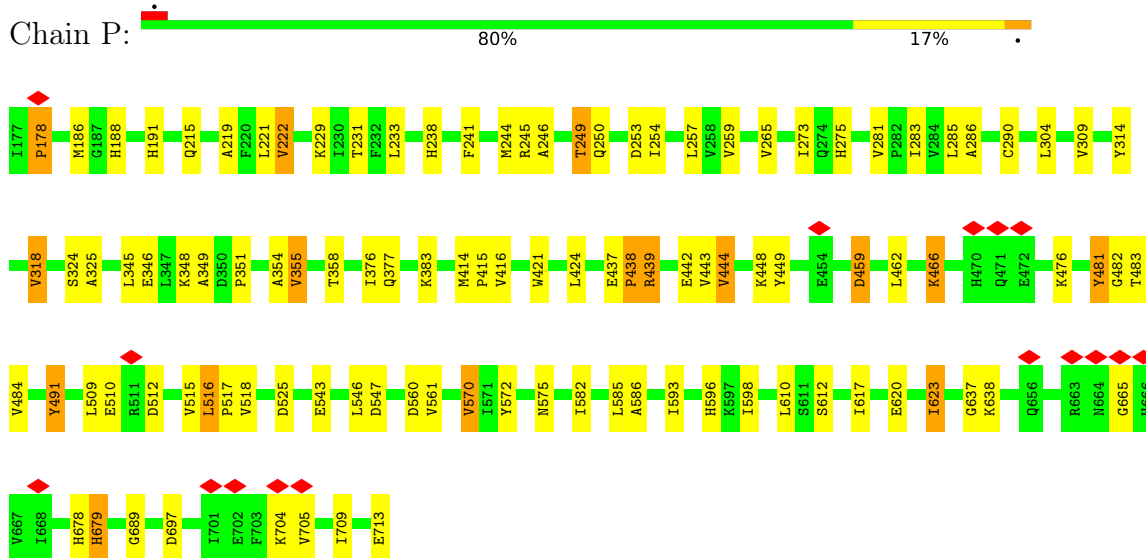 Chain P:
80% 17%
I177 P178 M186 G187 H188 H191 Q215 A219 F220 L221 V222 K229 I230 T231 F232 L233 H238 F241 M244 R245 A246 T249 Q250 D253 I254 L257 V258 V259 V265 I273 Q274 H275 V281 P282 I283 V284 L285 A286 C290 L304 V309 Y314
V318 S324 A325 L345 E346 L347 K348 A349 D350 P351 A354 V355 T358 I376 Q377 K383 M414 P415 V416 W421 L424 E437 P438 R439 E442 V443 V444 K448 Y449 E454 D459 L462 K466 H470 Q471 E472 K476 Y481 G482 T483
V484 Y491 L509 E510 R511 D512 V515 L516 P517 V518 D525 E543 L546 D547 D560 V561 V570 I571 Y572 N575 I582 L585 A586 I593 H596 K597 I598 L610 S611 S612 I617 E620 I623 G637 K638 Q656 R663 N664 G665
V667 I668 H678 H679 G689 D697 I701 E702 F703 K704 V705 I709 E713